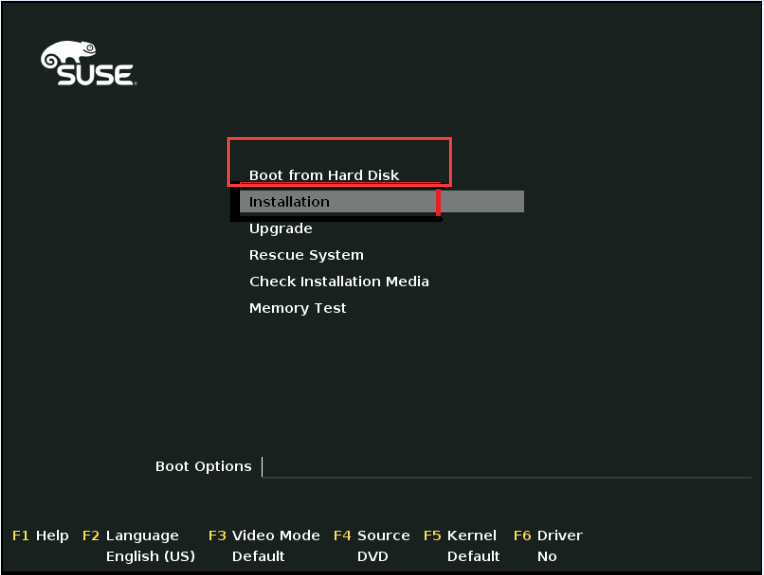 SUSE
Boot from Hard Disk
Installation
Upgrade
Rescue System
Check Installation Media
Memory Test
Boot Options
F1 Help F2 Language F3 Video Mode F4 Source F5 Kernel F6 Driver
English (US) Default DVD Default No